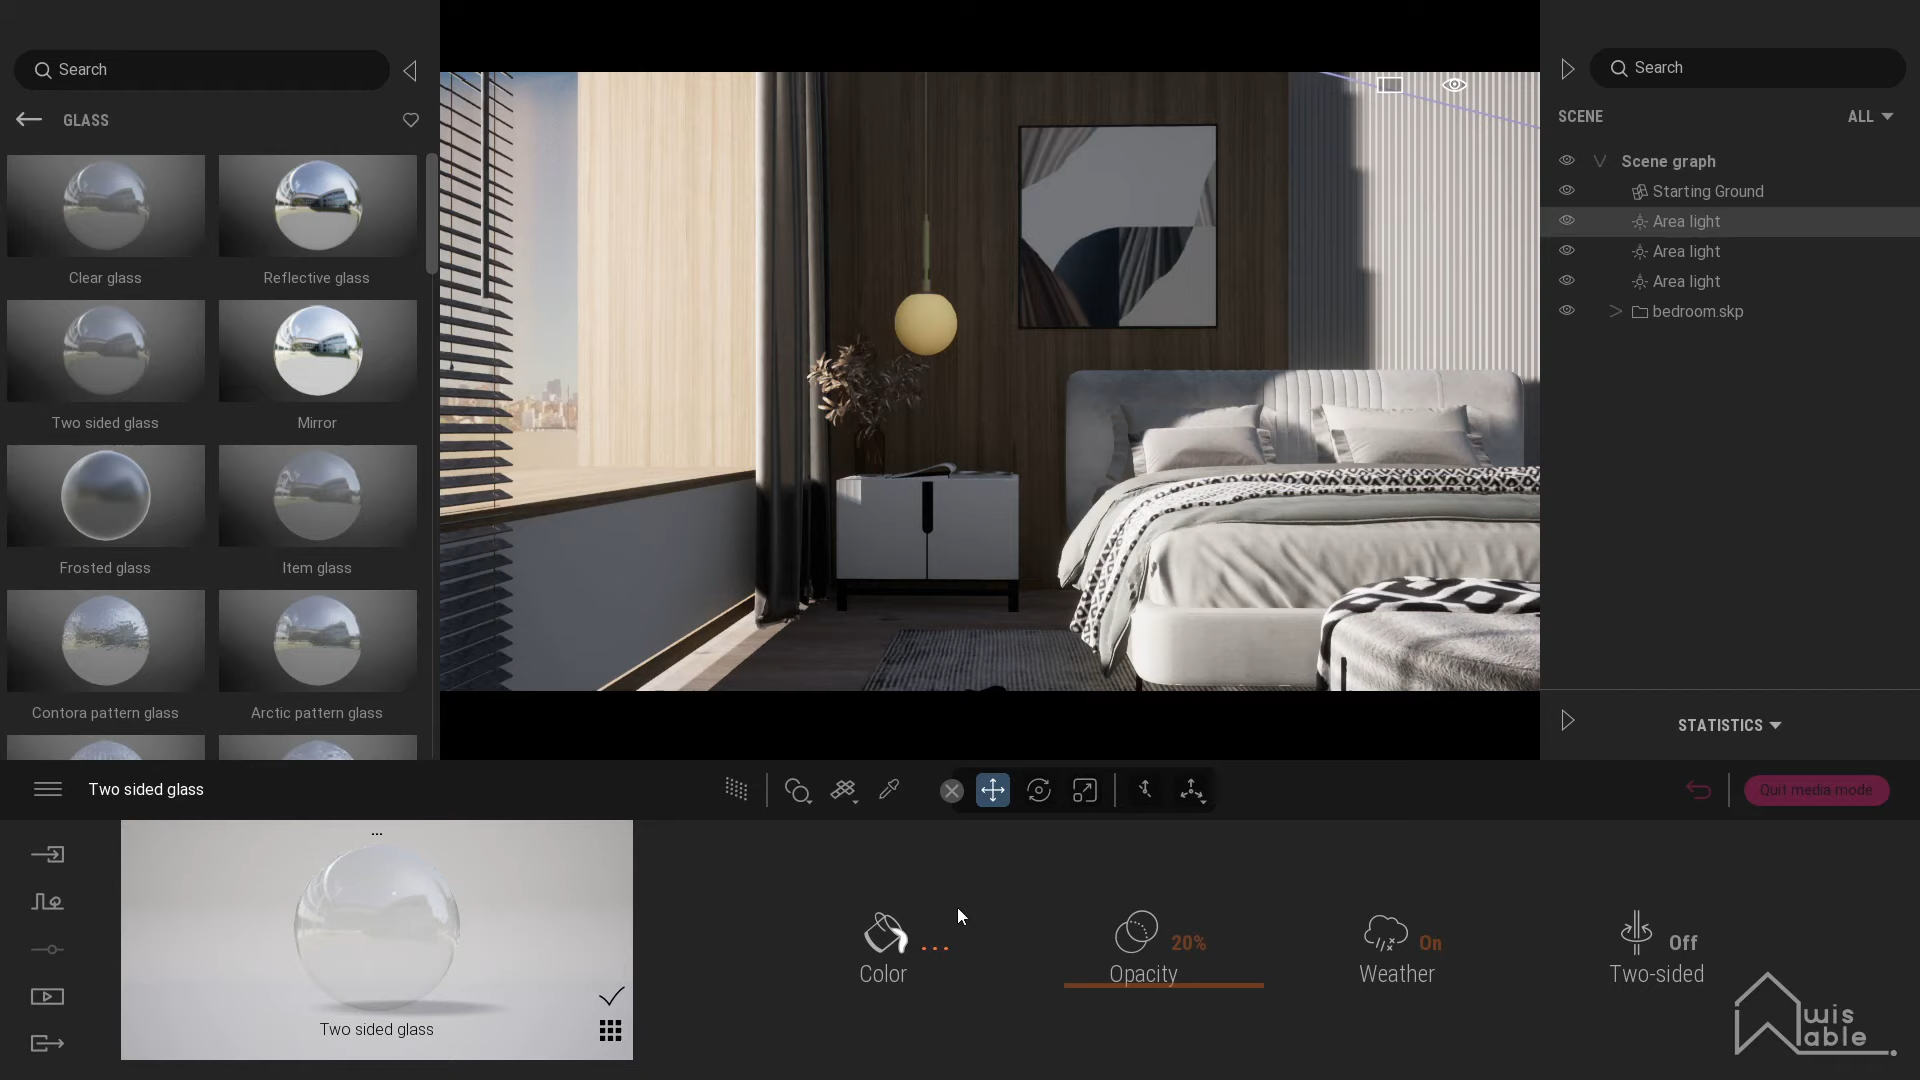 Search
GLASS
Clear glass
Reflective glass
Two sided glass
Mirror
Frosted glass
Item glass
Contora pattern glass
Arctic pattern glass
Search
SCENE
ALL
Scene graph
Starting Ground
Area light
Area light
Area light
bedroom.skp
STATISTICS
Two sided glass
Quit media mode
...
Two sided glass
...
Color
20%
Opacity
On
Weather
Off
Two-sided
wis
able